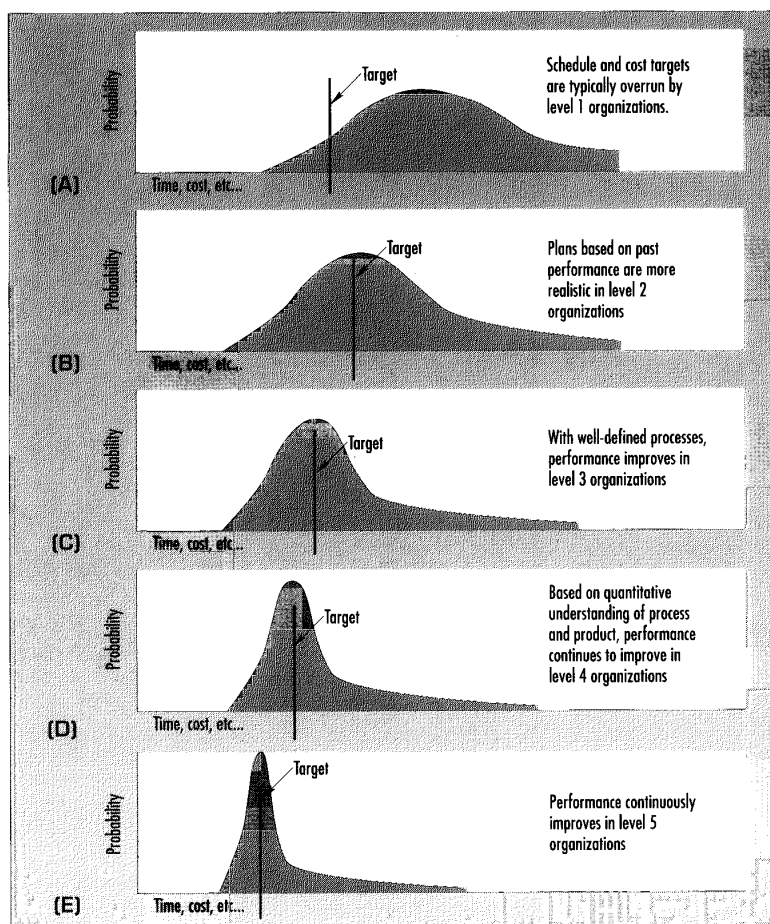 Probability
Target
Schedule and cost targets
are typically overrun by
level 1 organizations.
(A)
Time, cost, etc...
Probability
Target
Plans based on past
performance are more
realistic in level 2
organizations
(B)
Time, cost, etc...
Probability
Target
With well-defined processes,
performance improves in
level 3 organizations
(C)
Time, cost, etc...
Probability
Target
Based on quantitative
understanding of process
and product, performance
continues to improve in
level 4 organizations
(D)
Time, cost, etc...
Probability
Target
Performance continuously
improves in level 5
organizations
(E)
Time, cost, etc...